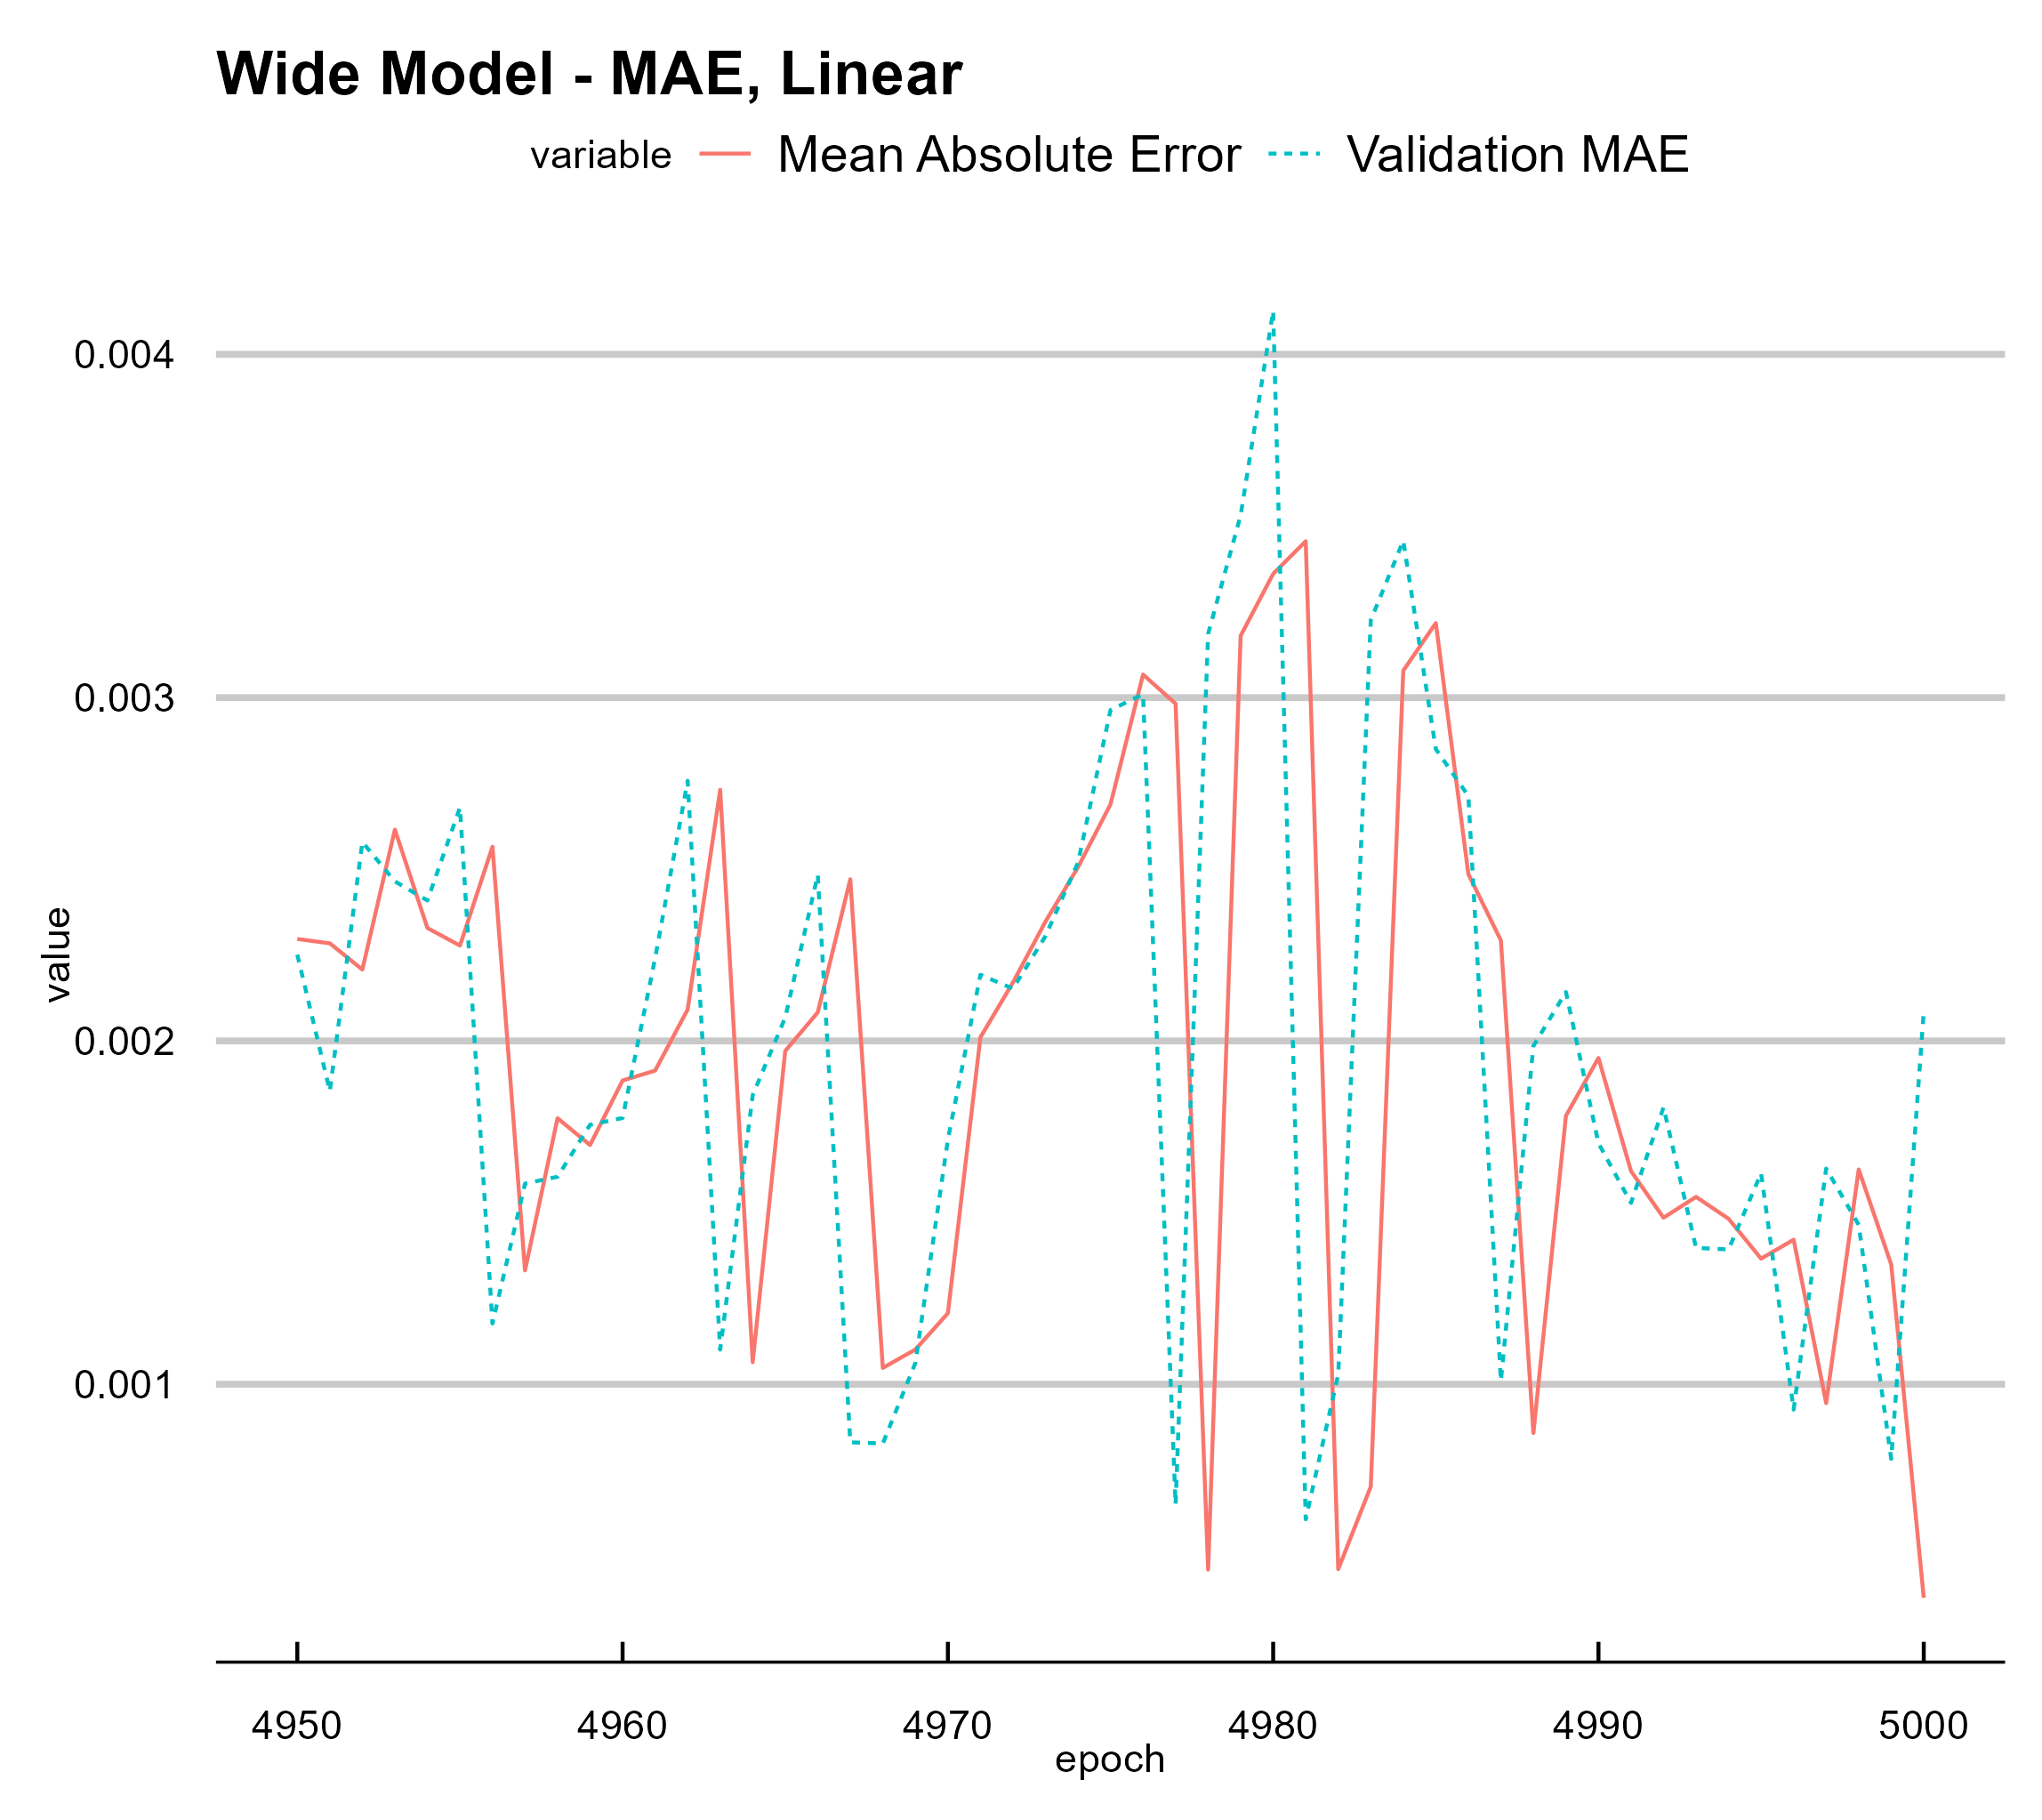 Wide Model - MAE, Linear
variable Mean Absolute Error Validation MAE
0.004
0.003
0.002
0.001
value
4950 4960 4970 4980 4990 5000
epoch